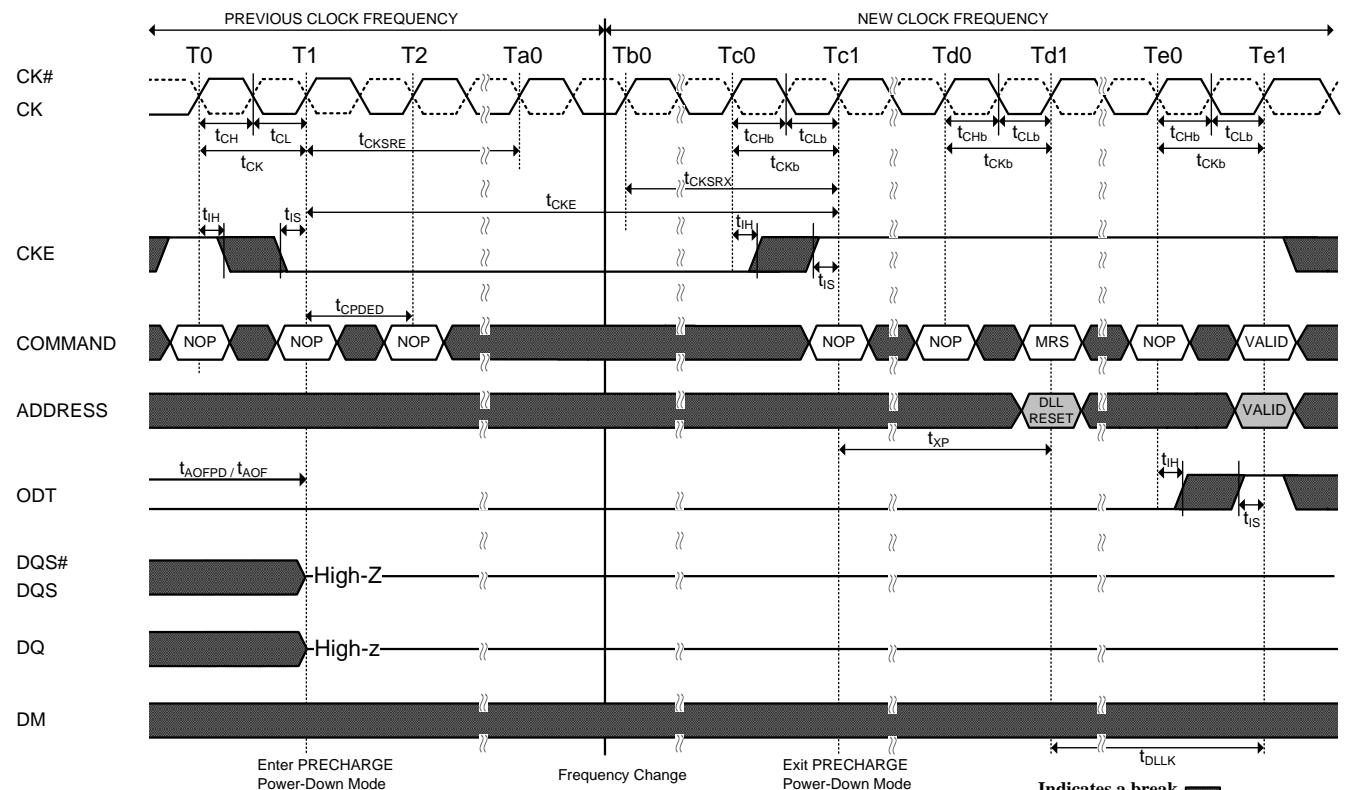 PREVIOUS CLOCK FREQUENCY NEW CLOCK FREQUENCY
T0 T1 T2 Ta0 Tb0 Tc0 Tc1 Td0 Td1 Te0 Te1
CK#
CK
tCH tCL tCHb tCLb tCHb tCLb tCHb tCLb
tCK tCKSRE tCKb tCKb tCKb
tCKSRX
tCKE
tIH tIS tIH
CKE
tIS
tCPDED
COMMAND NOP NOP NOP NOP NOP MRS NOP VALID
ADDRESS DLL RESET VALID
tXP
tAOFPD / tAOF tIH
ODT
tIS
DQS#
DQS High-Z
DQ High-z
DM
tDLLK
Enter PRECHARGE
Power-Down Mode
Frequency Change
Exit PRECHARGE
Power-Down Mode
Indicates a break